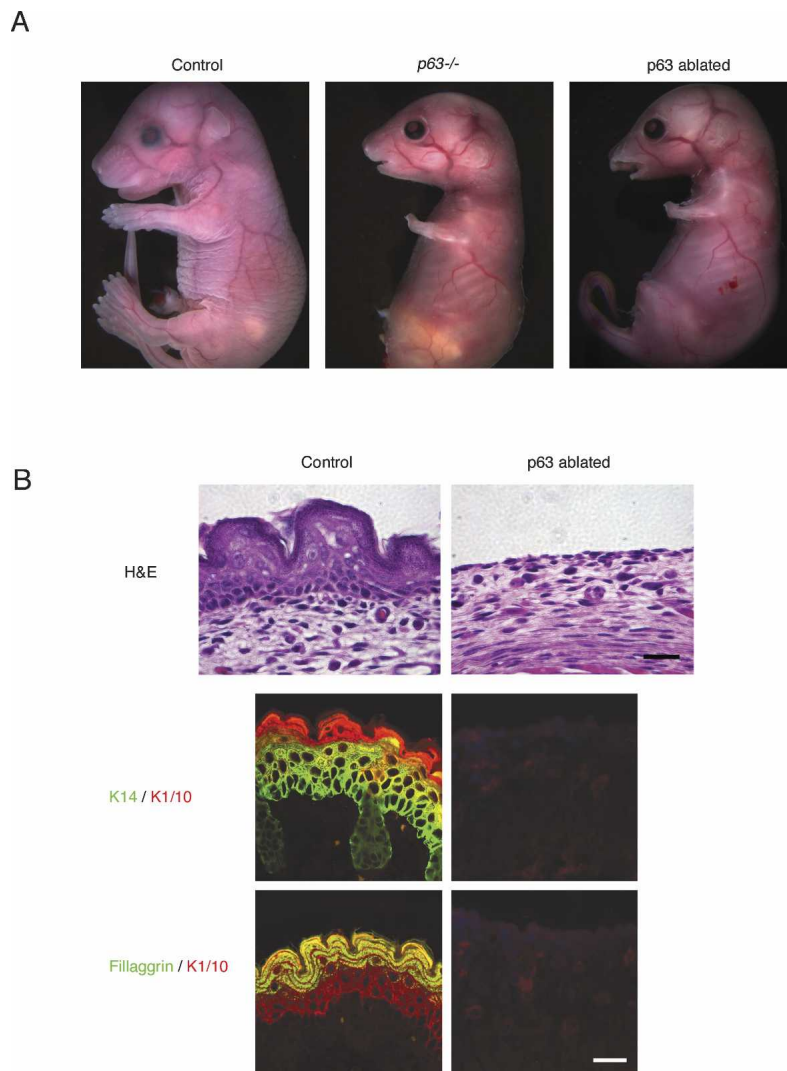 A
Control
p63-/-
p63 ablated
B
Control
p63 ablated
H&E
K14 / K1/10
Fillaggrin / K1/10